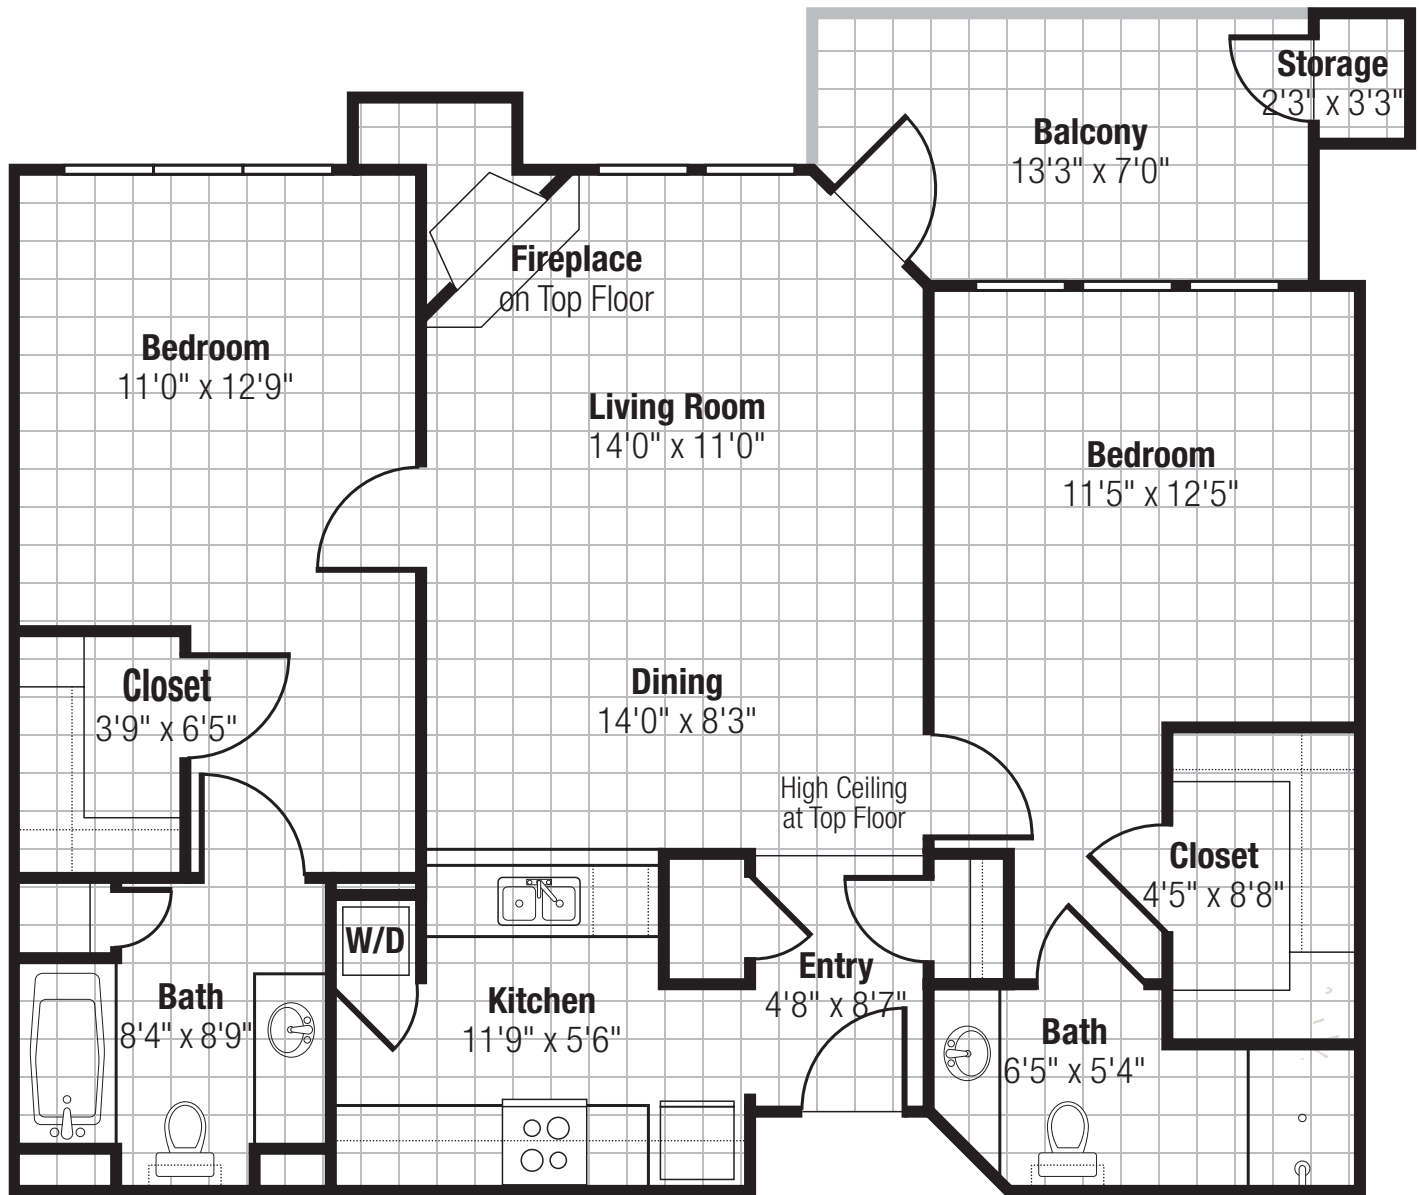 Storage
2'3" x 3'3"
Balcony
13'3" x 7'0"
Fireplace
on Top Floor
Bedroom
11'0" x 12'9"
Living Room
14'0" x 11'0"
Bedroom
11'5" x 12'5"
Closet
3'9" x 6'5"
Dining
14'0" x 8'3"
High Ceiling
at Top Floor
Closet
4'5" x 8'8"
W/D
Entry
4'8" x 8'7"
Bath
8'4" x 8'9"
Kitchen
11'9" x 5'6"
Bath
6'5" x 5'4"